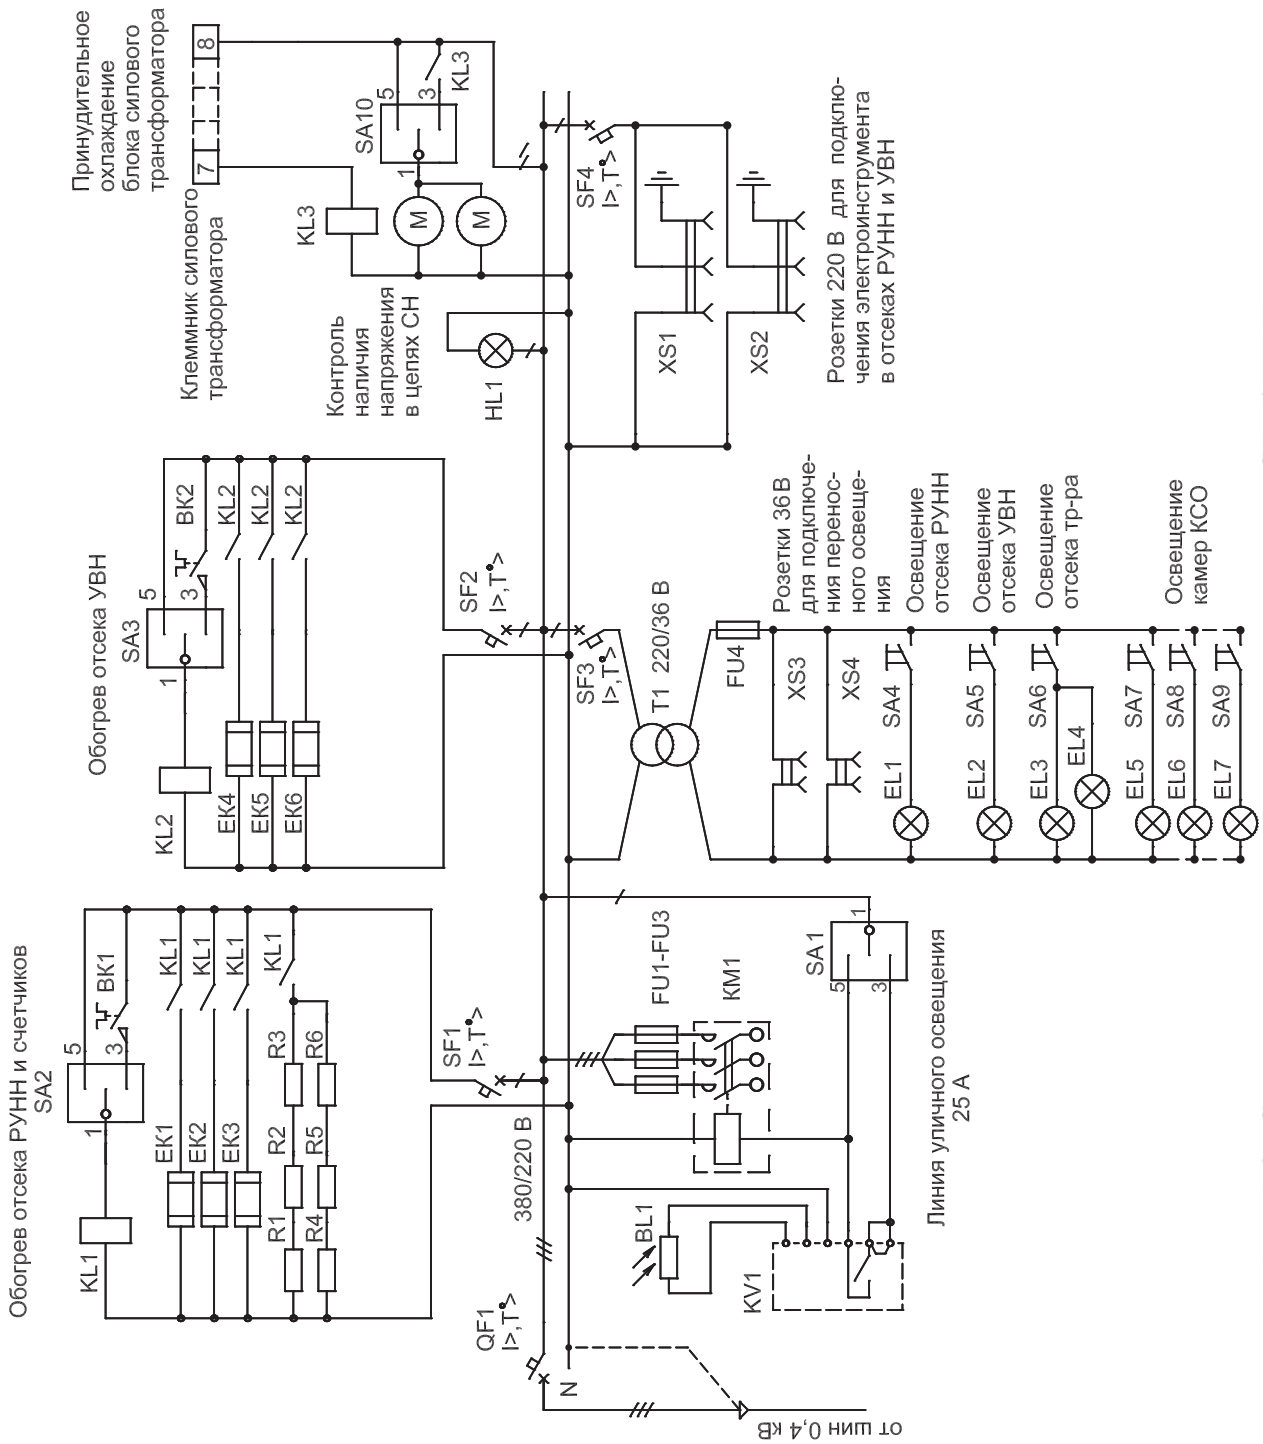 Обогрев отсека РУНН и счетчиков
SA2
1
5
3
BK1
KL1
EK1
EK2
EK3
KL1
KL1
KL1
KL1
R1
R2
R3
R4
R5
R6
SF1
I>,T°>
Обогрев отсека УВН
SA3
1
5
3
BK2
KL2
EK4
EK5
EK6
KL2
KL2
KL2
SF2
I>,T°>
Принудительное
охлаждение
блока силового
трансформатора
Клеммник силового
трансформатора
7
8
KL3
SA10
1
5
3
KL3
M
M
Контроль
наличия
напряжения
в цепях СН
HL1
QF1
I>,T°>
N
380/220 В
от шин 0,4 кВ
BL1
KV1
FU1-FU3
KM1
SA1
1
5
3
Линия уличного освещения
25 А
SF3
I>,T°>
T1 220/36 В
FU4
XS3
XS4
Розетки 36 В
для подключе-
ния перенос-
ного освеще-
ния
SA4
EL1
Освещение
отсека РУНН
SA5
EL2
Освещение
отсека УВН
SA6
EL3
EL4
Освещение
отсека тр-ра
SA7
EL5
SA8
EL6
SA9
EL7
Освещение
камер КСО
SF4
I>,T°>
XS1
XS2
Розетки 220 В для подклю-
чения электроинструмента
в отсеках РУНН и УВН